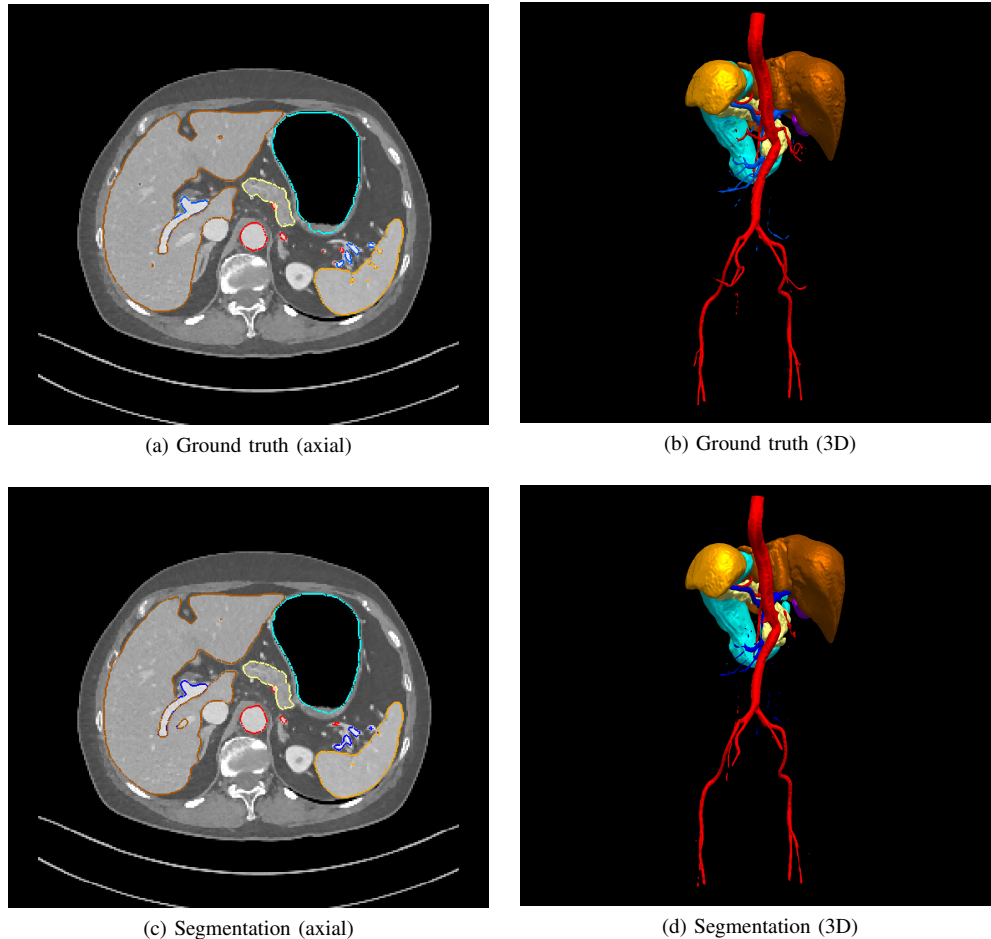 (a) Ground truth (axial)
(b) Ground truth (3D)
(c) Segmentation (axial)
(d) Segmentation (3D)